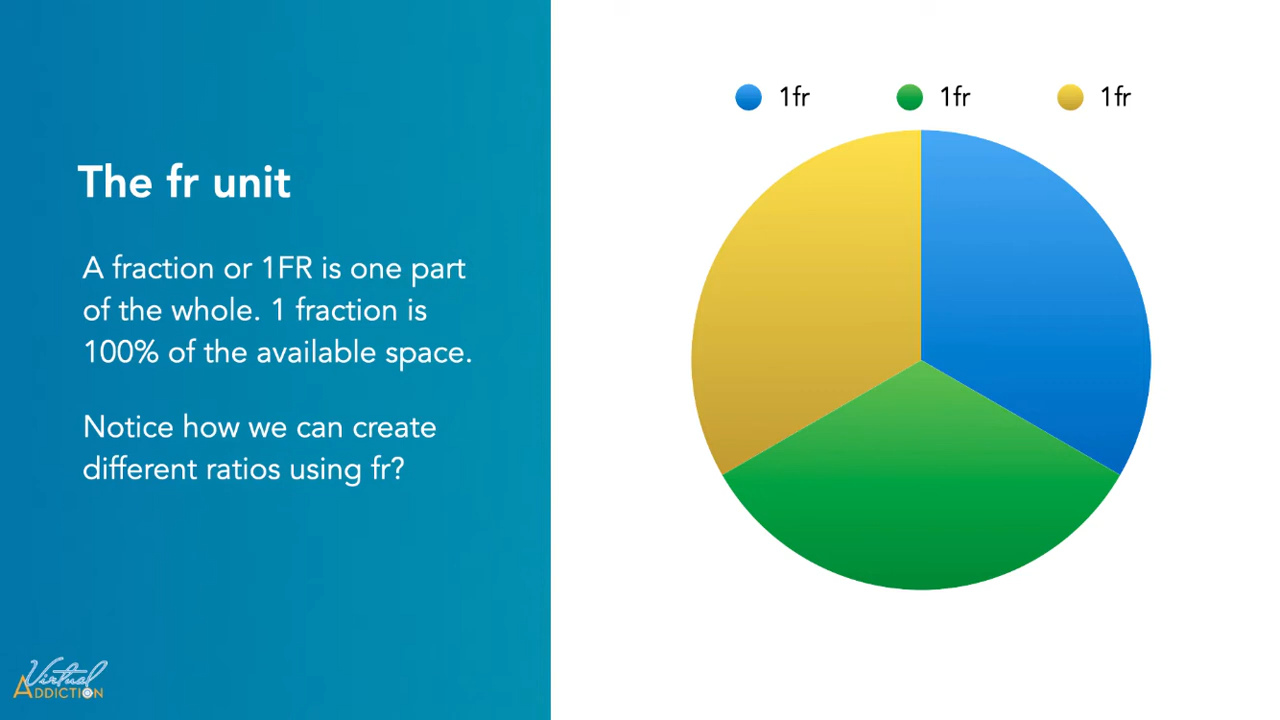 The fr unit
A fraction or 1FR is one part
of the whole. 1 fraction is
100% of the available space.
Notice how we can create
different ratios using fr?
1fr
1fr
1fr
Virtual
ADDICTION